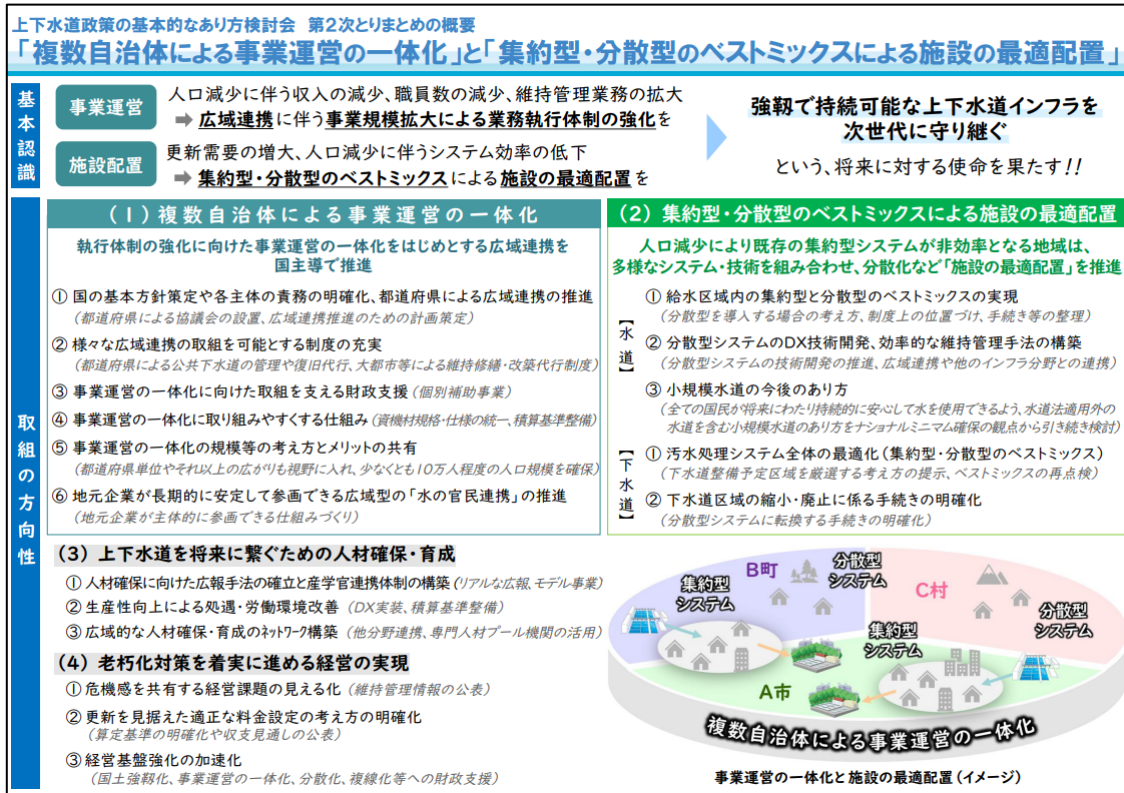 上下水道政策の基本的なあり方検討会　第2次とりまとめの概要
「複数自治体による事業運営の一体化」と「集約型・分散型のベストミックスによる施設の最適配置」
基本認識
事業運営
人口減少に伴う収入の減少、職員数の減少、維持管理業務の拡大
➡ 広域連携に伴う事業規模拡大による業務執行体制の強化を
施設配置
更新需要の増大、人口減少に伴うシステム効率の低下
➡ 集約型・分散型のベストミックスによる施設の最適配置を
強靱で持続可能な上下水道インフラを
次世代に守り継ぐ
という、将来に対する使命を果たす!!
取組の方向性
(1)複数自治体による事業運営の一体化
執行体制の強化に向けた事業運営の一体化をはじめとする広域連携を
国主導で推進
① 国の基本方針策定や各主体の責務の明確化、都道府県による広域連携の推進
(都道府県による協議会の設置、広域連携推進のための計画策定)
② 様々な広域連携の取組を可能とする制度の充実
(都道府県による公共下水道の管理や復旧代行、大都市等による維持修繕・改築代行制度)
③ 事業運営の一体化に向けた取組を支える財政支援(個別補助事業)
④ 事業運営の一体化に取り組みやすくする仕組み(資機材規格・仕様の統一、積算基準整備)
⑤ 事業運営の一体化の規模等の考え方とメリットの共有
(都道府県単位やそれ以上の広がりも視野に入れ、少なくとも10万人程度の人口規模を確保)
⑥ 地元企業が長期的に安定して参画できる広域型の「水の官民連携」の推進
(地元企業が主体的に参画できる仕組みづくり)
(2) 集約型・分散型のベストミックスによる施設の最適配置
人口減少により既存の集約型システムが非効率となる地域は、
多様なシステム・技術を組み合わせ、分散化など「施設の最適配置」を推進
【水道】
① 給水区域内の集約型と分散型のベストミックスの実現
(分散型を導入する場合の考え方、制度上の位置づけ、手続き等の整理)
② 分散型システムのDX技術開発、効率的な維持管理手法の構築
(分散型システムの技術開発の推進、広域連携や他のインフラ分野との連携)
③ 小規模水道の今後のあり方
(全ての国民が将来にわたり持続的に安心して水を使用できるよう、水道法適用外の
水道を含む小規模水道のあり方をナショナルミニマム確保の観点から引き続き検討)
【下水道】
① 汚水処理システム全体の最適化(集約型・分散型のベストミックス)
(下水道整備予定区域を厳選する考え方の提示、ベストミックスの再点検)
② 下水道区域の縮小・廃止に係る手続きの明確化
(分散型システムに転換する手続きの明確化)
(3) 上下水道を将来に繋ぐための人材確保・育成
① 人材確保に向けた広報手法の確立と産学官連携体制の構築(リアルな広報、モデル事業)
② 生産性向上による処遇・労働環境改善 (DX実装、積算基準整備)
③ 広域的な人材確保・育成のネットワーク構築 (他分野連携、専門人材プール機関の活用)
(4) 老朽化対策を着実に進める経営の実現
① 危機感を共有する経営課題の見える化 (維持管理情報の公表)
② 更新を見据えた適正な料金設定の考え方の明確化
(算定基準の明確化や収支見通しの公表)
③ 経営基盤強化の加速化
(国土強靱化、事業運営の一体化、分散化、複線化等への財政支援)
B町
分散型
システム
集約型
システム
C村
分散型
システム
集約型
システム
A市
複数自治体による事業運営の一体化
事業運営の一体化と施設の最適配置(イメージ)